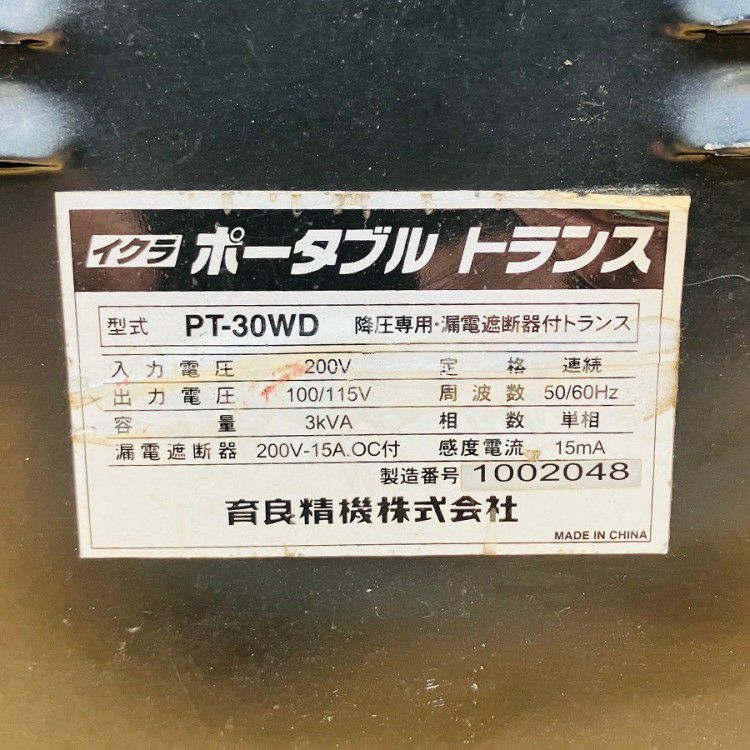 イクラ ポータブル トランス
型式 PT-30WD 降圧専用・漏電遮断器付トランス
入力電圧 200V 定格 連続
出力電圧 100/115V 周波数 50/60Hz
容量 3kVA 相数 単相
漏電遮断器 200V-15A.OC付 感度電流 15mA
製造番号 1002048
育良精機株式会社
MADE IN CHINA